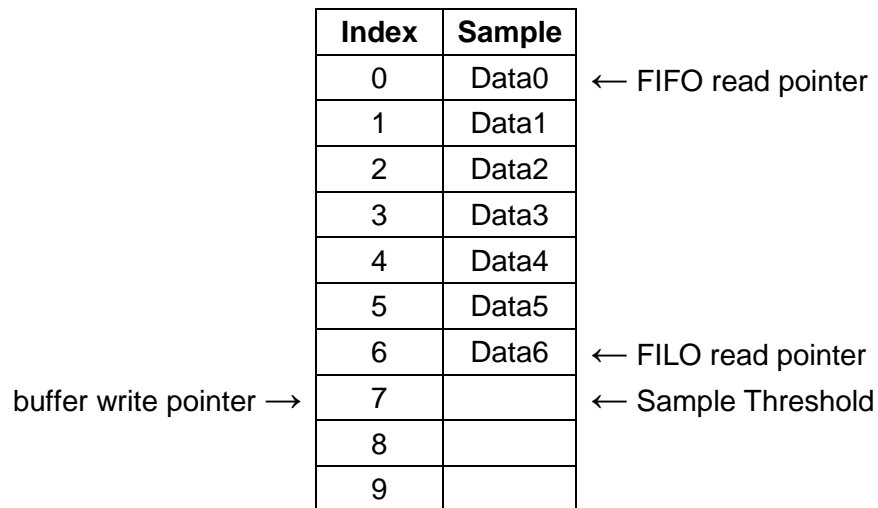 Index Sample
0 Data0 ← FIFO read pointer
1 Data1
2 Data2
3 Data3
4 Data4
5 Data5
6 Data6 ← FILO read pointer
buffer write pointer → 7 ← Sample Threshold
8
9